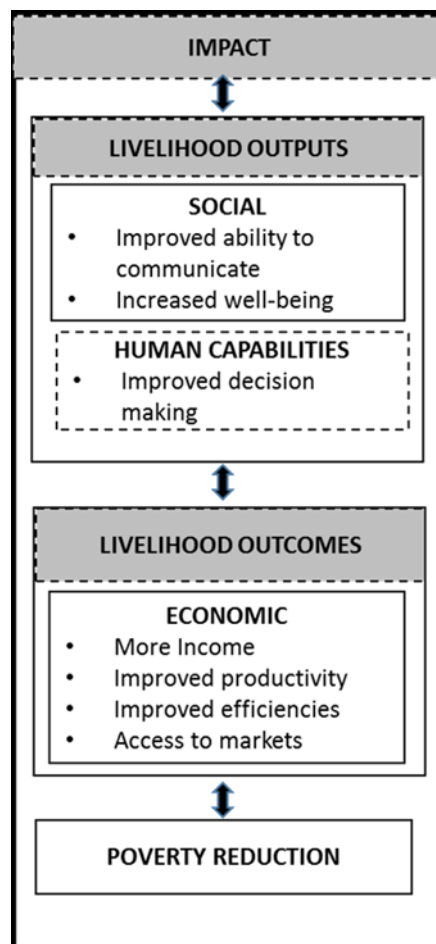 IMPACT
LIVELIHOOD OUTPUTS
SOCIAL
• Improved ability to
communicate
• Increased well-being
HUMAN CAPABILITIES
• Improved decision
making
LIVELIHOOD OUTCOMES
ECONOMIC
• More Income
• Improved productivity
• Improved efficiencies
• Access to markets
POVERTY REDUCTION